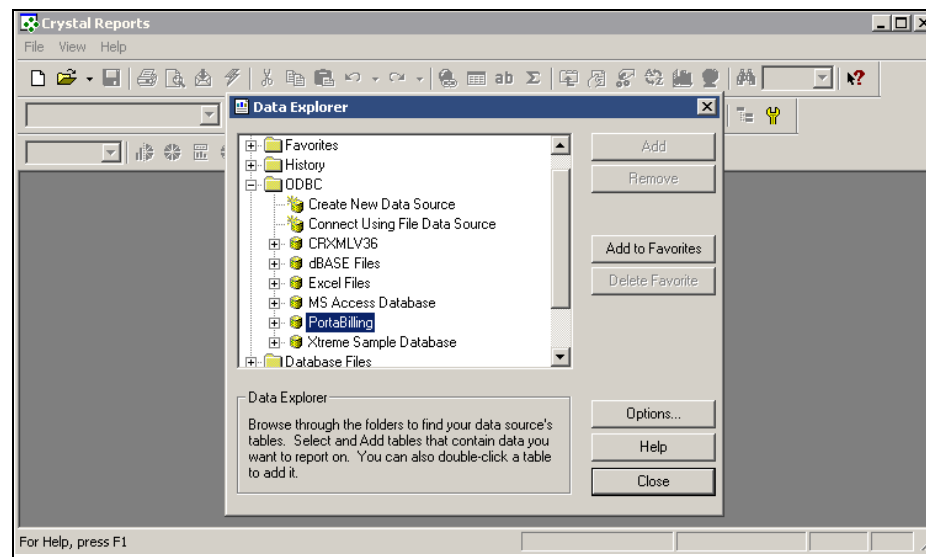 Crystal Reports
File View Help
ab Σ
Data Explorer
Favorites
History
ODBC
Create New Data Source
Connect Using File Data Source
CRXMLV36
dBASE Files
Excel Files
MS Access Database
PortaBilling
Xtreme Sample Database
Database Files
Add
Remove
Add to Favorites
Delete Favorite
Options...
Help
Close
Data Explorer
Browse through the folders to find your data source's
tables. Select and Add tables that contain data you
want to report on. You can also double-click a table
to add it.
For Help, press F1